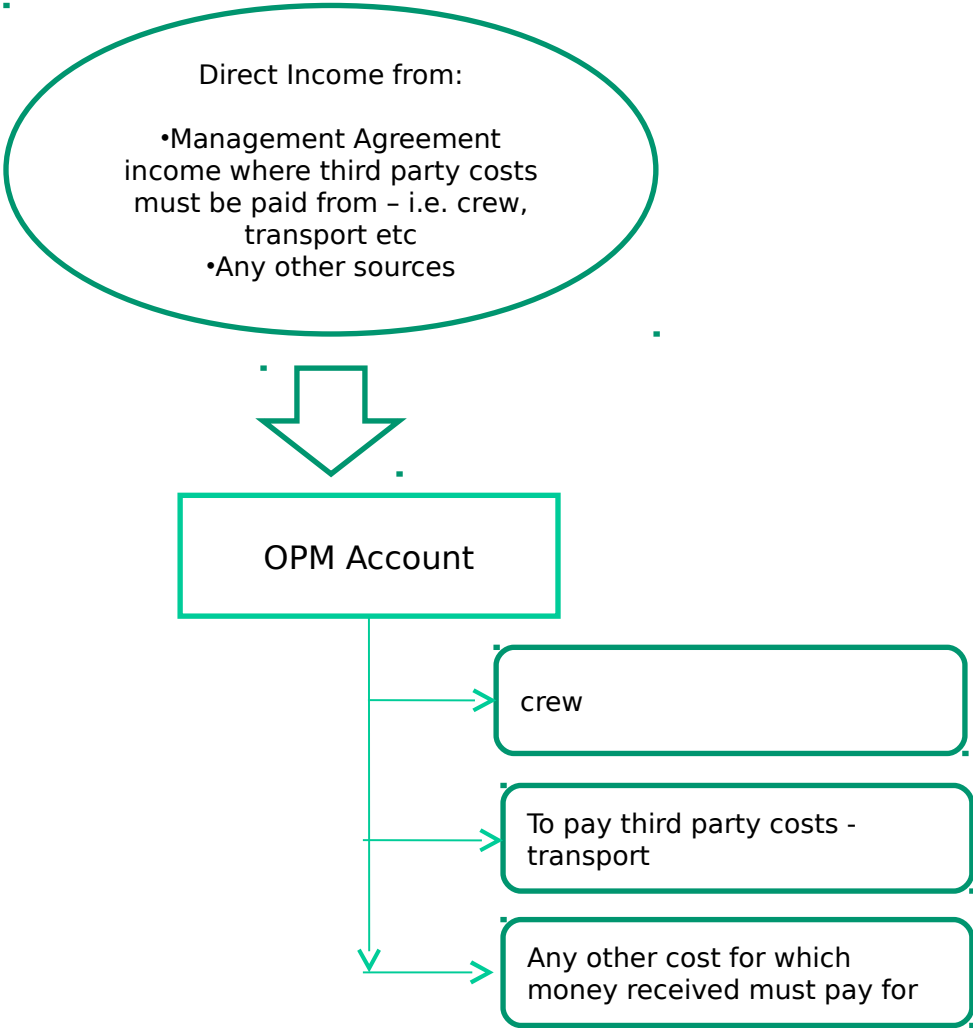 Direct Income from:
•Management Agreement
income where third party costs
must be paid from – i.e. crew,
transport etc
•Any other sources
OPM Account
crew
To pay third party costs -
transport
Any other cost for which
money received must pay for